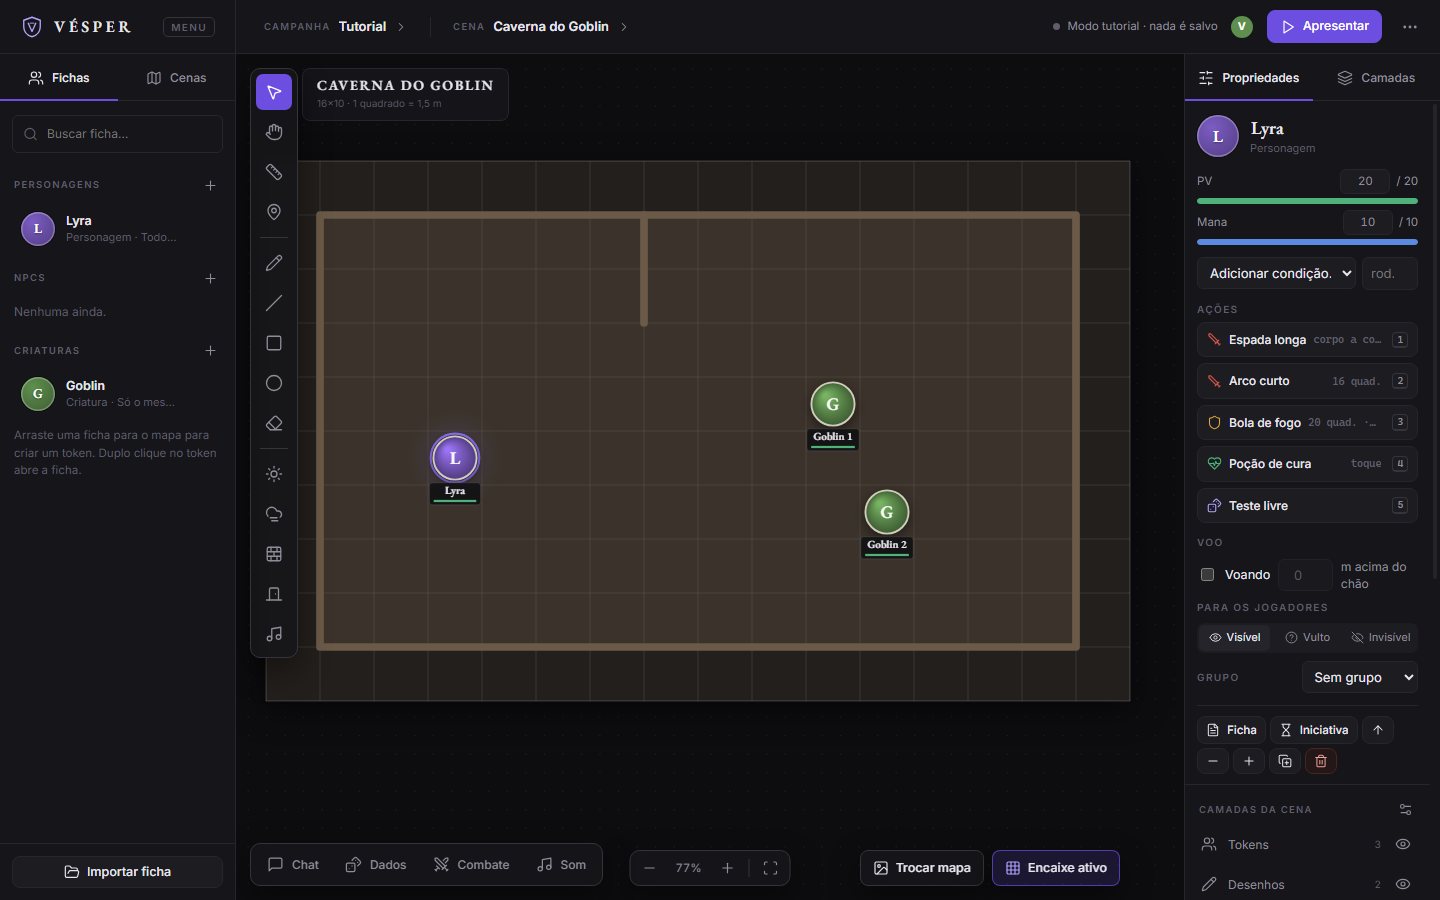 VÉSPER
MENU
CAMPANHA Tutorial
CENA Caverna do Goblin
Modo tutorial · nada é salvo
V
Apresentar
Fichas
Cenas
Buscar ficha...
PERSONAGENS
L
Lyra
Personagem · Todo...
NPCS
Nenhuma ainda.
CRIATURAS
G
Goblin
Criatura · Só o mes...
Arraste uma ficha para o mapa para
criar um token. Duplo clique no token
abre a ficha.
Importar ficha
CAVERNA DO GOBLIN
16×10 · 1 quadrado = 1,5 m
G
Goblin 1
L
Lyra
G
Goblin 2
Chat
Dados
Combate
Som
77%
Trocar mapa
Encaixe ativo
Propriedades
Camadas
L
Lyra
Personagem
PV 20 / 20
Mana 10 / 10
Adicionar condição. rod.
AÇÕES
Espada longa corpo a co… 1
Arco curto 16 quad. 2
Bola de fogo 20 quad. ·… 3
Poção de cura toque 4
Teste livre 5
VOO
Voando 0 m acima do
chão
PARA OS JOGADORES
Visível Vulto Invisível
GRUPO Sem grupo
Ficha Iniciativa
CAMADAS DA CENA
Tokens 3
Desenhos 2